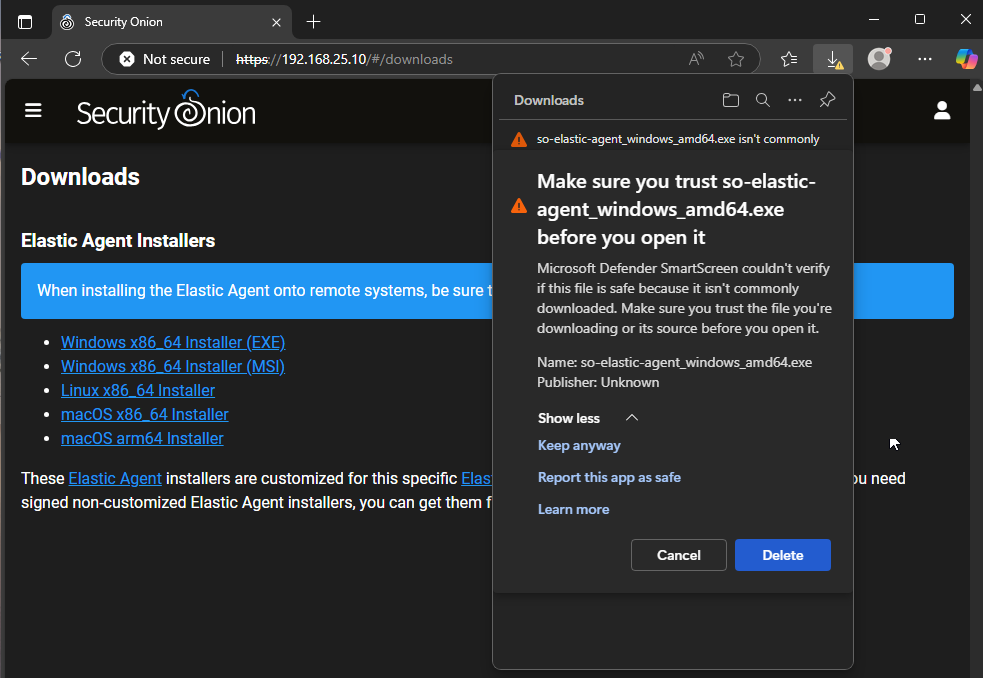 Security Onion
Not secure
https://192.168.25.10/#/downloads
Security Onion
Downloads
Elastic Agent Installers
When installing the Elastic Agent onto remote systems, be sure t
Windows x86_64 Installer (EXE)
Windows x86_64 Installer (MSI)
Linux x86_64 Installer
macOS x86_64 Installer
macOS arm64 Installer
These Elastic Agent installers are customized for this specific Elas
ou need
signed non-customized Elastic Agent installers, you can get them f
Downloads
so-elastic-agent_windows_amd64.exe isn't commonly
Make sure you trust so-elastic-
agent_windows_amd64.exe
before you open it
Microsoft Defender SmartScreen couldn't verify
if this file is safe because it isn't commonly
downloaded. Make sure you trust the file you're
downloading or its source before you open it.
Name: so-elastic-agent_windows_amd64.exe
Publisher: Unknown
Show less
Keep anyway
Report this app as safe
Learn more
Cancel
Delete